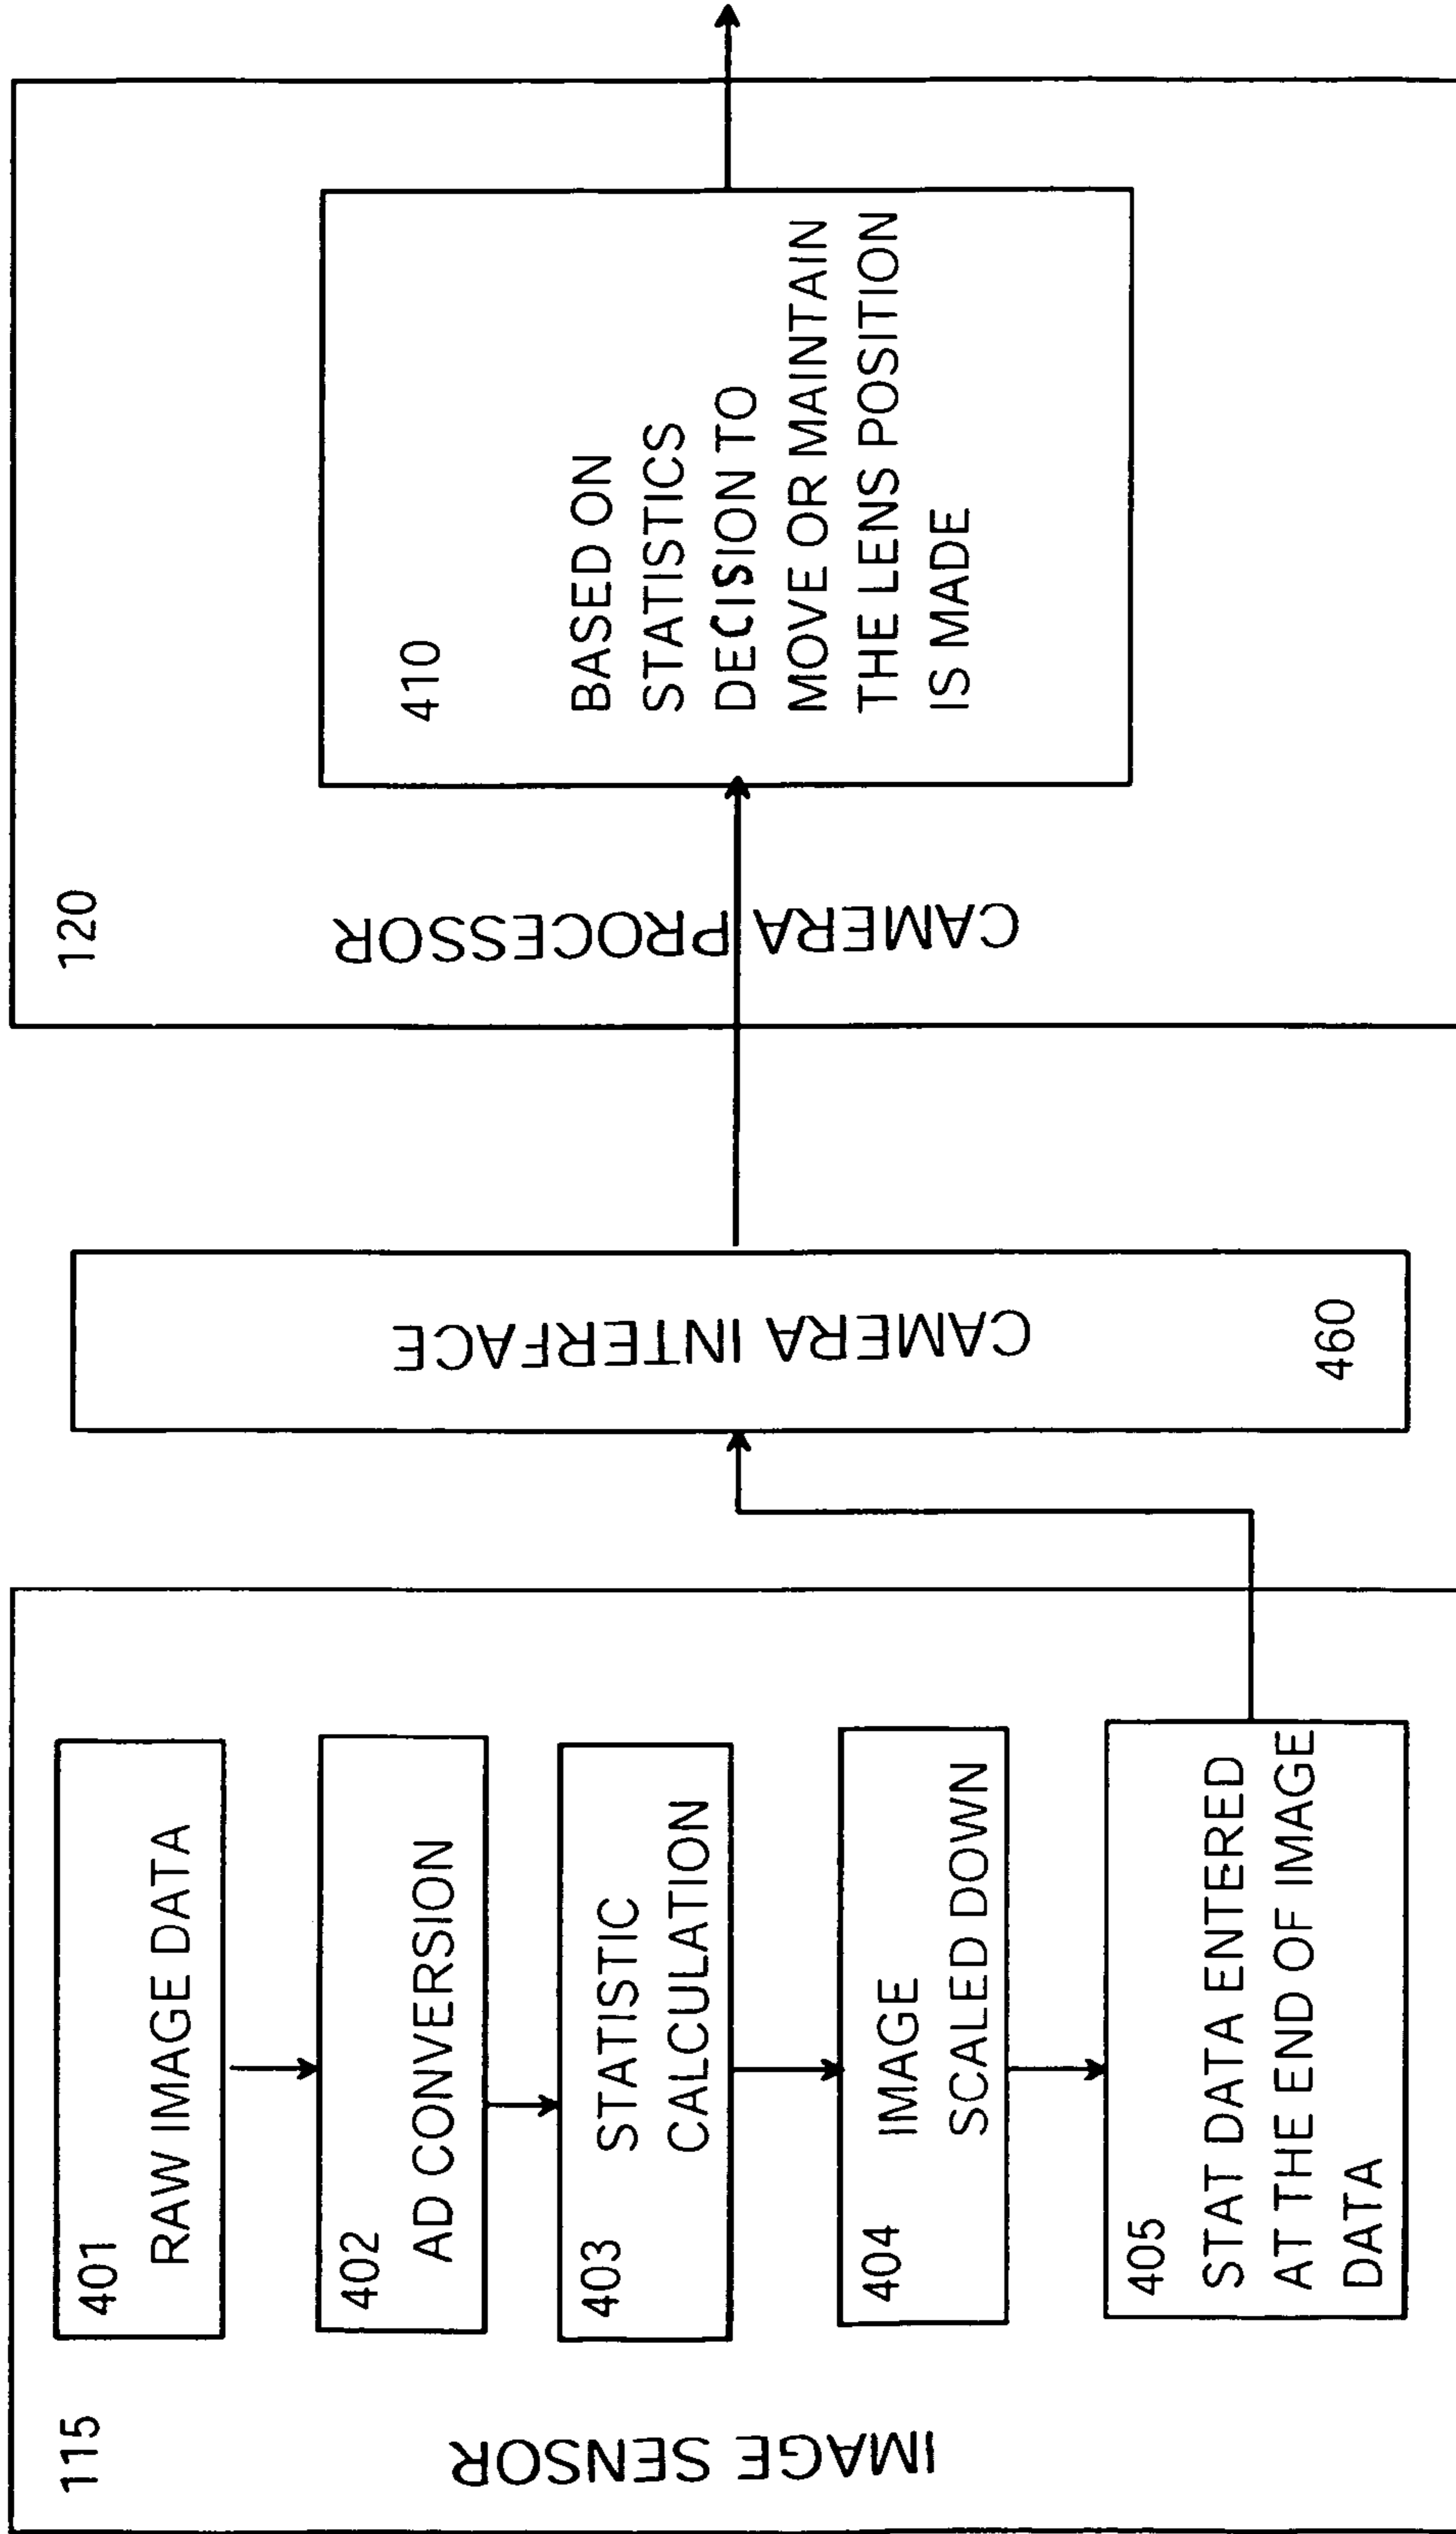 115
IMAGE SENSOR
401
RAW IMAGE DATA
402
AD CONVERSION
403
STATISTIC
CALCULATION
404
IMAGE
SCALED DOWN
405
STAT DATA ENTERED
AT THE END OF IMAGE
DATA
CAMERA INTERFACE
460
120
CAMERA PROCESSOR
410
BASED ON
STATISTICS
DECISION TO
MOVE OR MAINTAIN
THE LENS POSITION
IS MADE